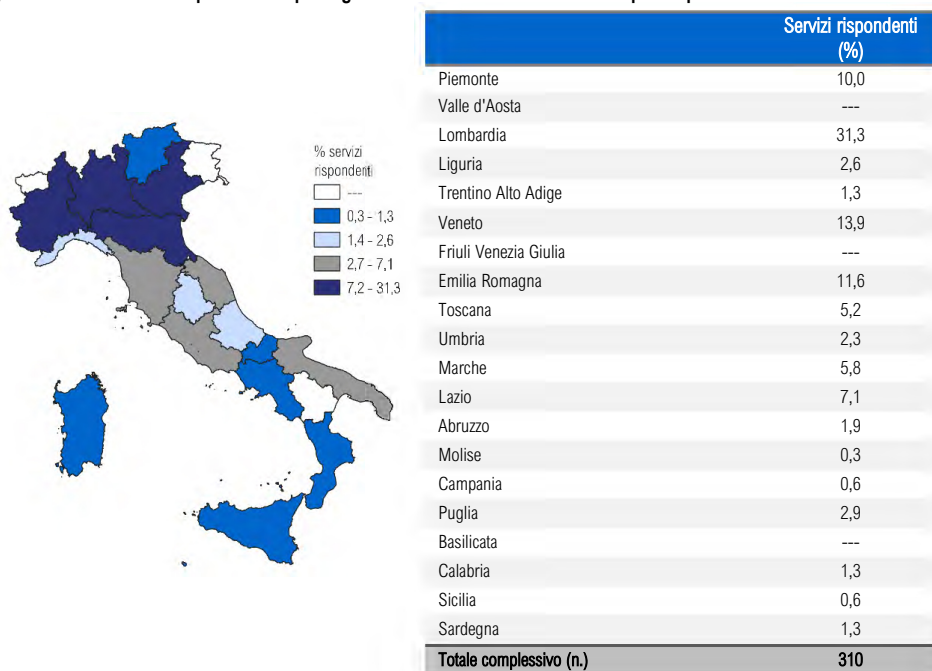 % servizi
rispondenti
---
0,3 - 1,3
1,4 - 2,6
2,7 - 7,1
7,2 - 31,3
Servizi rispondenti
(%)
Piemonte 10,0
Valle d'Aosta ---
Lombardia 31,3
Liguria 2,6
Trentino Alto Adige 1,3
Veneto 13,9
Friuli Venezia Giulia ---
Emilia Romagna 11,6
Toscana 5,2
Umbria 2,3
Marche 5,8
Lazio 7,1
Abruzzo 1,9
Molise 0,3
Campania 0,6
Puglia 2,9
Basilicata ---
Calabria 1,3
Sicilia 0,6
Sardegna 1,3
Totale complessivo (n.) 310